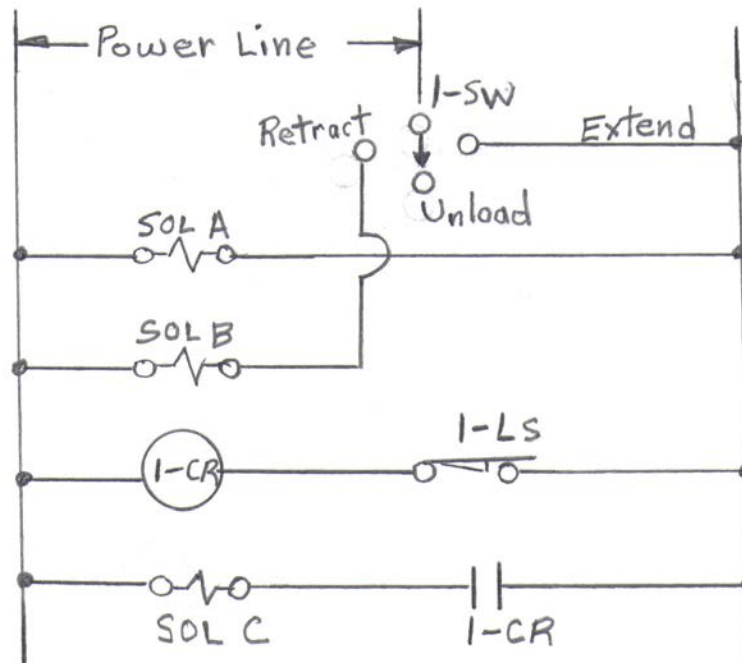 Power Line
1-SW
Retract
Extend
Unload
SOL A
SOL B
1-LS
1-CR
SOL C
1-CR